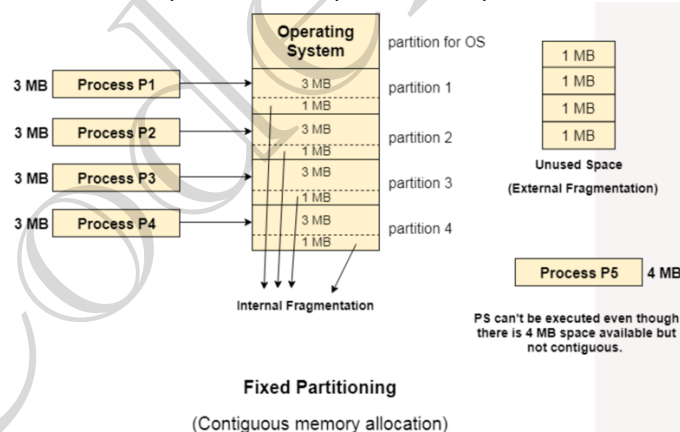 Operating
System
partition for OS
3 MB
Process P1
3 MB
1 MB
partition 1
3 MB
Process P2
3 MB
1 MB
partition 2
3 MB
Process P3
3 MB
1 MB
partition 3
3 MB
Process P4
3 MB
1 MB
partition 4
Internal Fragmentation
1 MB
1 MB
1 MB
1 MB
Unused Space
(External Fragmentation)
Process P5
4 MB
PS can't be executed even though
there is 4 MB space available but
not contiguous.
Fixed Partitioning
(Contiguous memory allocation)